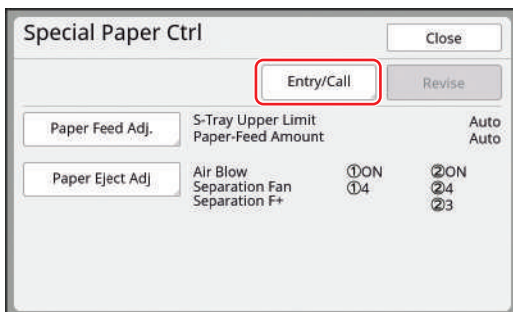 Special Paper Ctrl
Close
Entry/Call
Revise
Paper Feed Adj.
S-Tray Upper Limit Auto
Paper-Feed Amount Auto
Paper Eject Adj
Air Blow ①ON ②ON
Separation Fan ①4 ②4
Separation F+ ②3